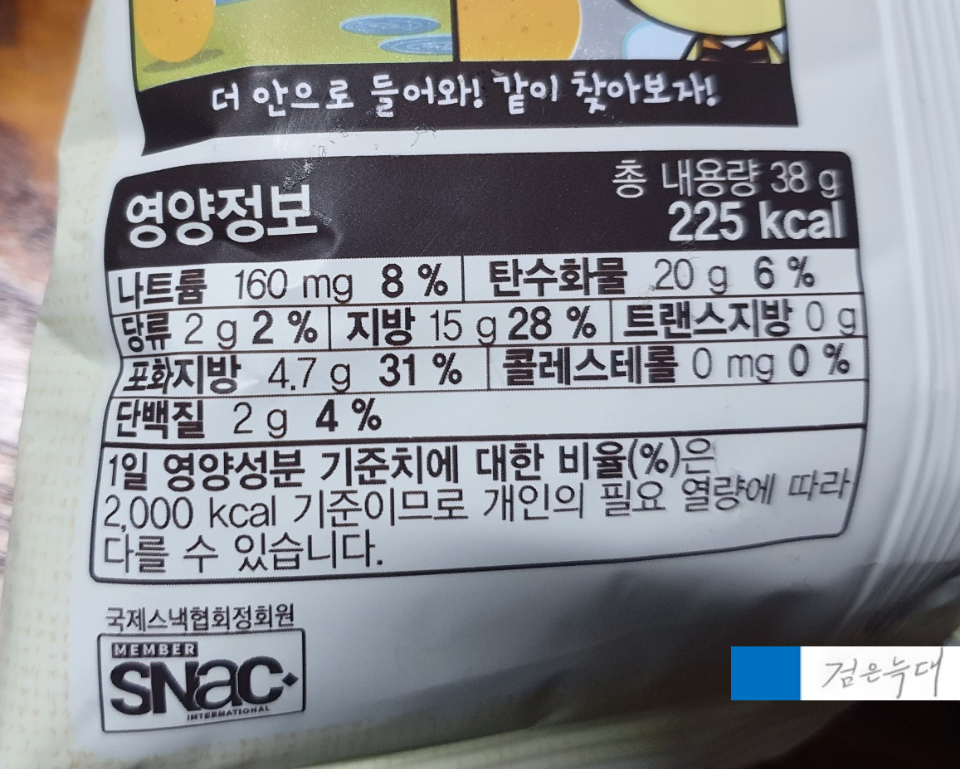 더 안으로 들어와! 같이 찾아보자!
영양정보
총 내용량 38 g
225 kcal
나트륨 160 mg 8 % 탄수화물 20 g 6 %
당류 2 g 2 % 지방 15 g 28 % 트랜스지방 0 g
포화지방 4.7 g 31 % 콜레스테롤 0 mg 0 %
단백질 2 g 4 %
1일 영양성분 기준치에 대한 비율(%)은
2,000 kcal 기준이므로 개인의 필요 열량에 따라
다를 수 있습니다.
국제스낵협회정회원
MEMBER
SNaC
INTERNATIONAL
검은늑대